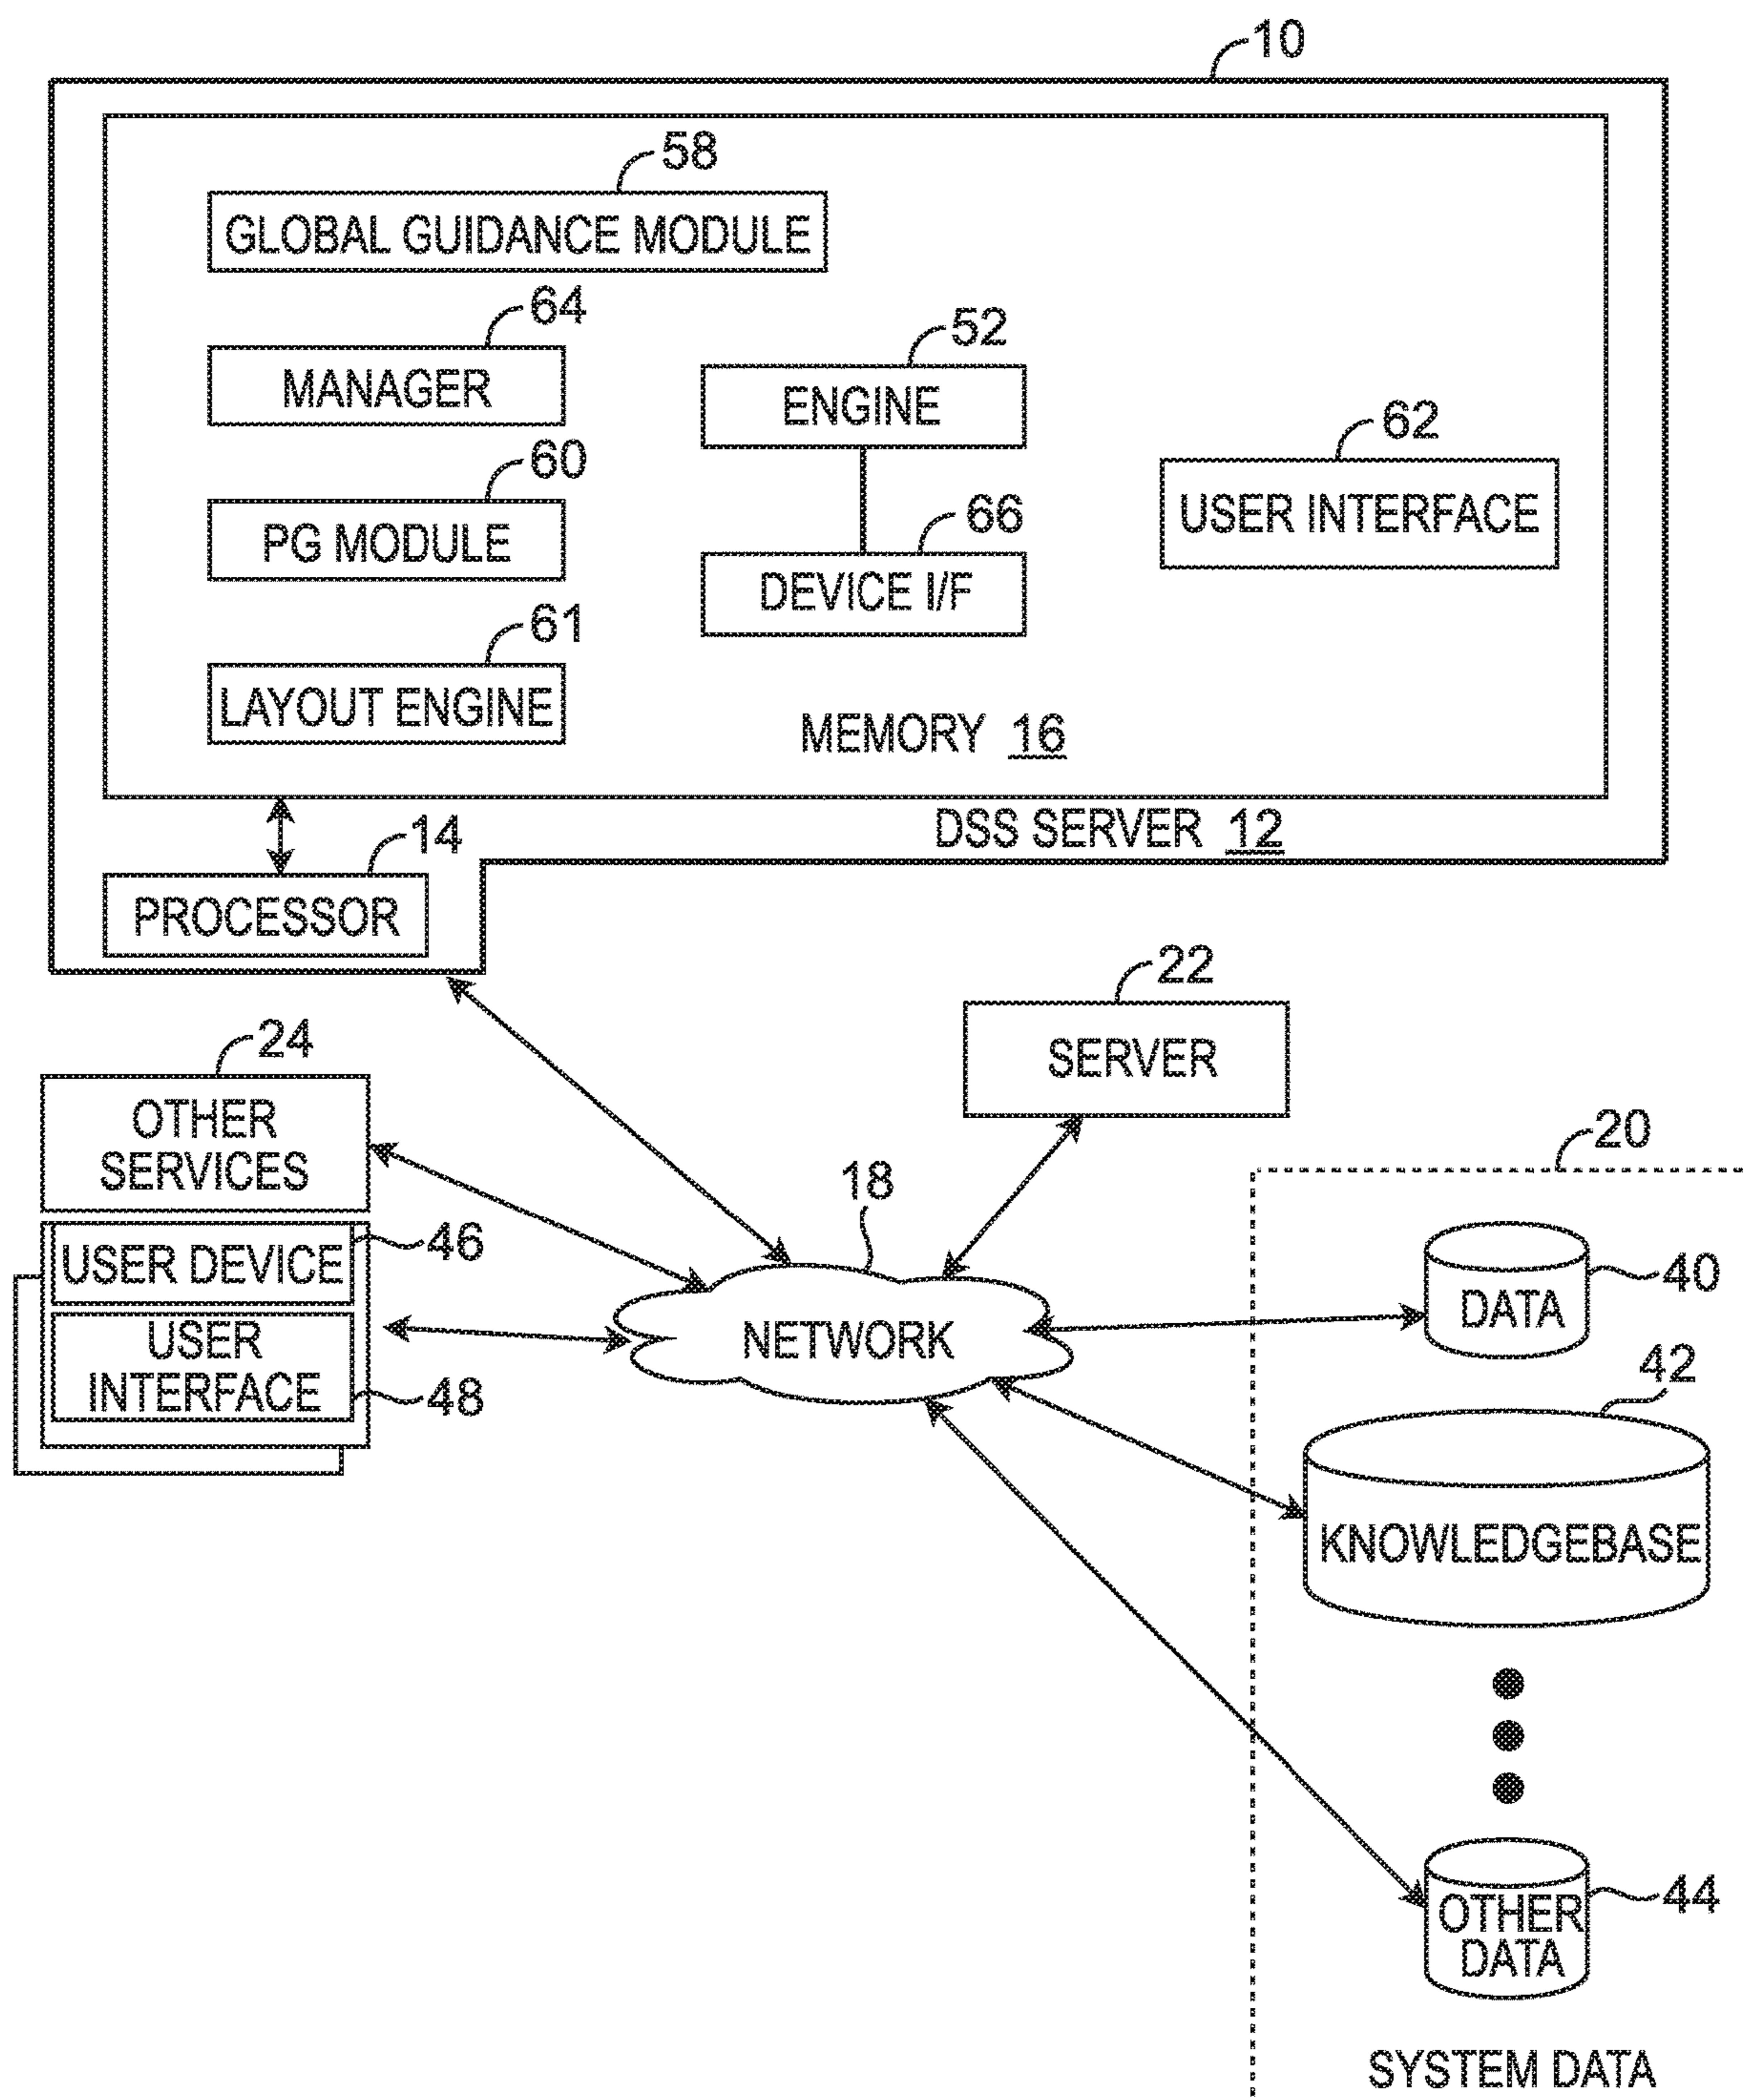 10
58
GLOBAL GUIDANCE MODULE
64
MANAGER
52
ENGINE
62
USER INTERFACE
60
PG MODULE
66
DEVICE I/F
61
LAYOUT ENGINE
MEMORY 16
DSS SERVER 12
14
PROCESSOR
22
SERVER
24
OTHER
SERVICES
20
18
USER DEVICE
46
USER
INTERFACE
48
NETWORK
DATA
40
42
KNOWLEDGEBASE
OTHER
DATA
44
SYSTEM DATA